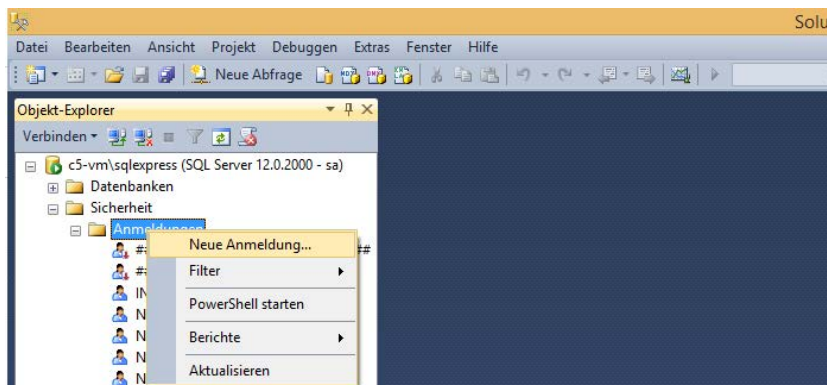 Solu
Datei Bearbeiten Ansicht Projekt Debuggen Extras Fenster Hilfe
Neue Abfrage
Objekt-Explorer
Verbinden
c5-vm\sqlexpress (SQL Server 12.0.2000 - sa)
Datenbanken
Sicherheit
Anmeldungen
Neue Anmeldung...
## ##
Filter
##
IN
PowerShell starten
N
N
Berichte
N
Aktualisieren
N